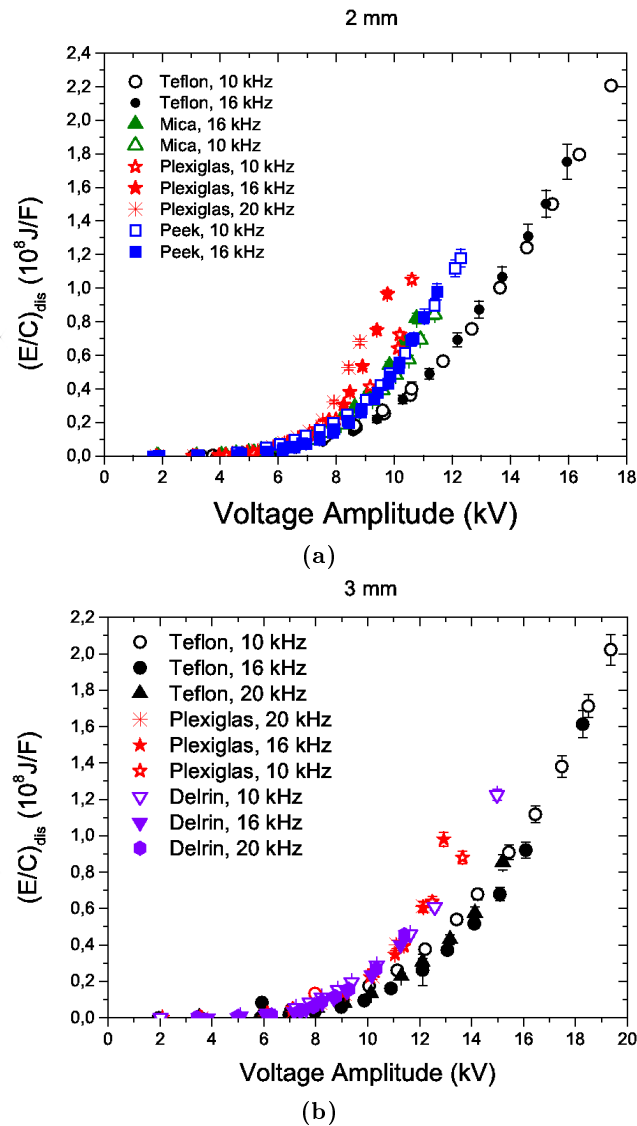 2 mm
2,4
2,2
2,0
1,8
1,6
1,4
1,2
1,0
0,8
0,6
0,4
0,2
0,0
(E/C)dis (10^8 J/F)
Teflon, 10 kHz
Teflon, 16 kHz
Mica, 16 kHz
Mica, 10 kHz
Plexiglas, 10 kHz
Plexiglas, 16 kHz
Plexiglas, 20 kHz
Peek, 10 kHz
Peek, 16 kHz
0 2 4 6 8 10 12 14 16 18
Voltage Amplitude (kV)
(a)
3 mm
2,2
2,0
1,8
1,6
1,4
1,2
1,0
0,8
0,6
0,4
0,2
0,0
(E/C)dis (10^8 J/F)
Teflon, 10 kHz
Teflon, 16 kHz
Teflon, 20 kHz
Plexiglas, 20 kHz
Plexiglas, 16 kHz
Plexiglas, 10 kHz
Delrin, 10 kHz
Delrin, 16 kHz
Delrin, 20 kHz
0 2 4 6 8 10 12 14 16 18 20
Voltage Amplitude (kV)
(b)